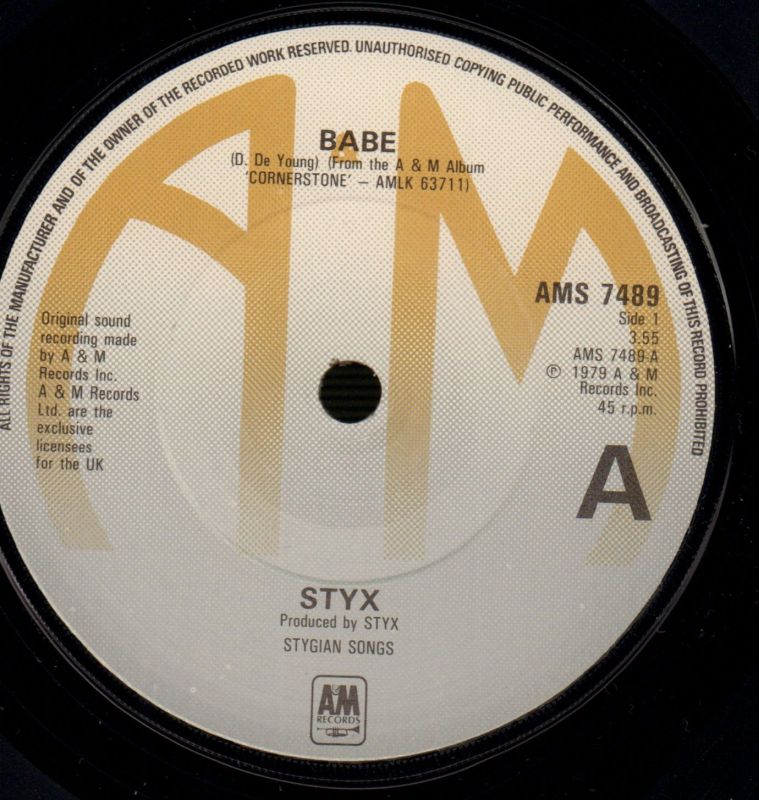 ALL RIGHTS OF THE MANUFACTURER AND OF THE OWNER OF THE RECORDED WORK RESERVED. UNAUTHORISED COPYING PUBLIC PERFORMANCE AND BROADCASTING OF THIS RECORD PROHIBITED
BABE
(D. De Young) (From the A & M Album
'CORNERSTONE' – AMLK 63711)
AMS 7489
Side 1
3.55
AMS 7489-A
Ⓟ 1979 A & M
Records Inc.
45 r.p.m.
Original sound
recording made
by A & M
Records Inc.
A & M Records
Ltd. are the
exclusive
licensees
for the UK
A
STYX
Produced by STYX
STYGIAN SONGS
AM
RECORDS